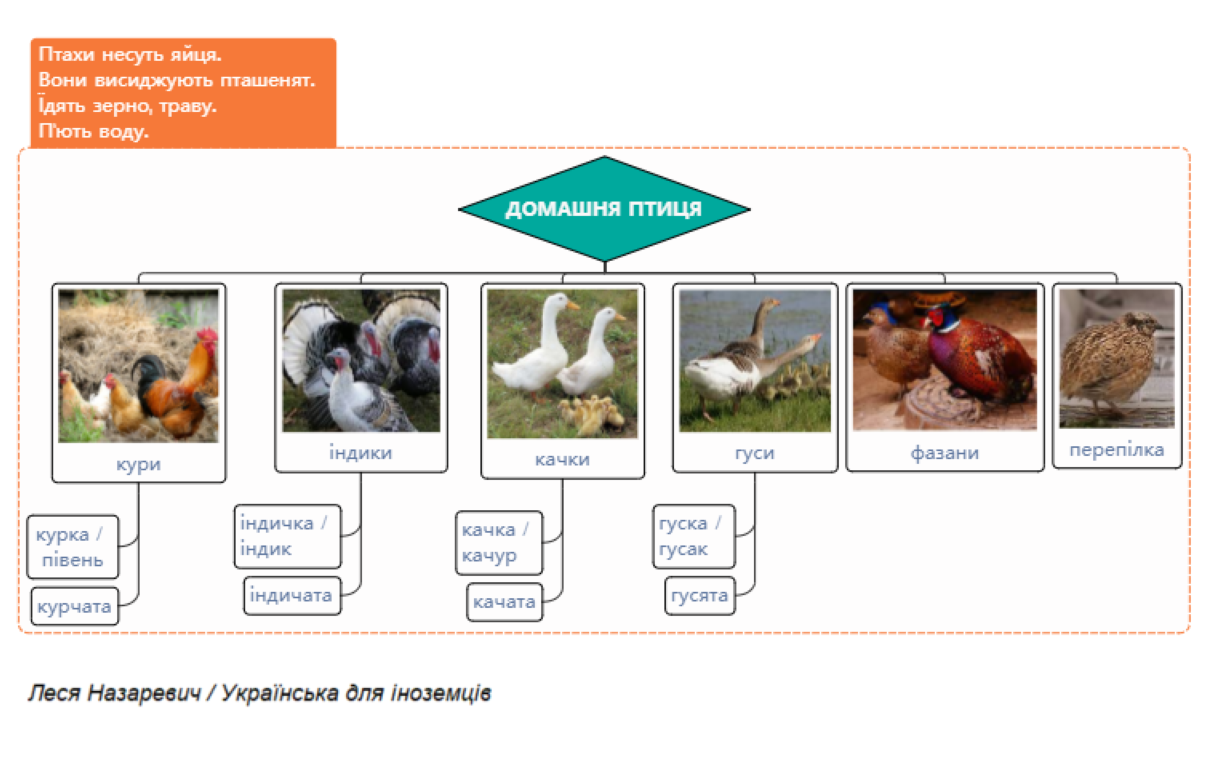 Птахи несуть яйця.
Вони висиджують пташенят.
Їдять зерно, траву.
П'ють воду.
ДОМАШНЯ ПТИЦЯ
кури
індики
качки
гуси
фазани
перепілка
курка /
півень
індичка /
індик
качка /
качур
гуска /
гусак
курчата
індичата
качата
гусята
Леся Назаревич / Українська для іноземців